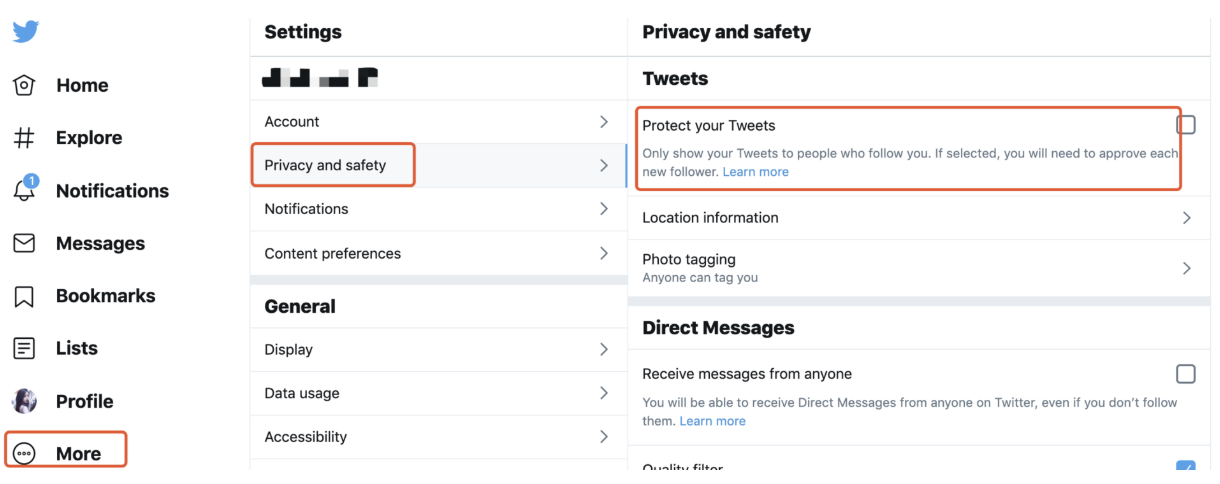 Home
Explore
1
Notifications
Messages
Bookmarks
Lists
Profile
More
Settings
Account
Privacy and safety
Notifications
Content preferences
General
Display
Data usage
Accessibility
Privacy and safety
Tweets
Protect your Tweets
Only show your Tweets to people who follow you. If selected, you will need to approve each
new follower. Learn more
Location information
Photo tagging
Anyone can tag you
Direct Messages
Receive messages from anyone
You will be able to receive Direct Messages from anyone on Twitter, even if you don't follow
them. Learn more
Quality filter